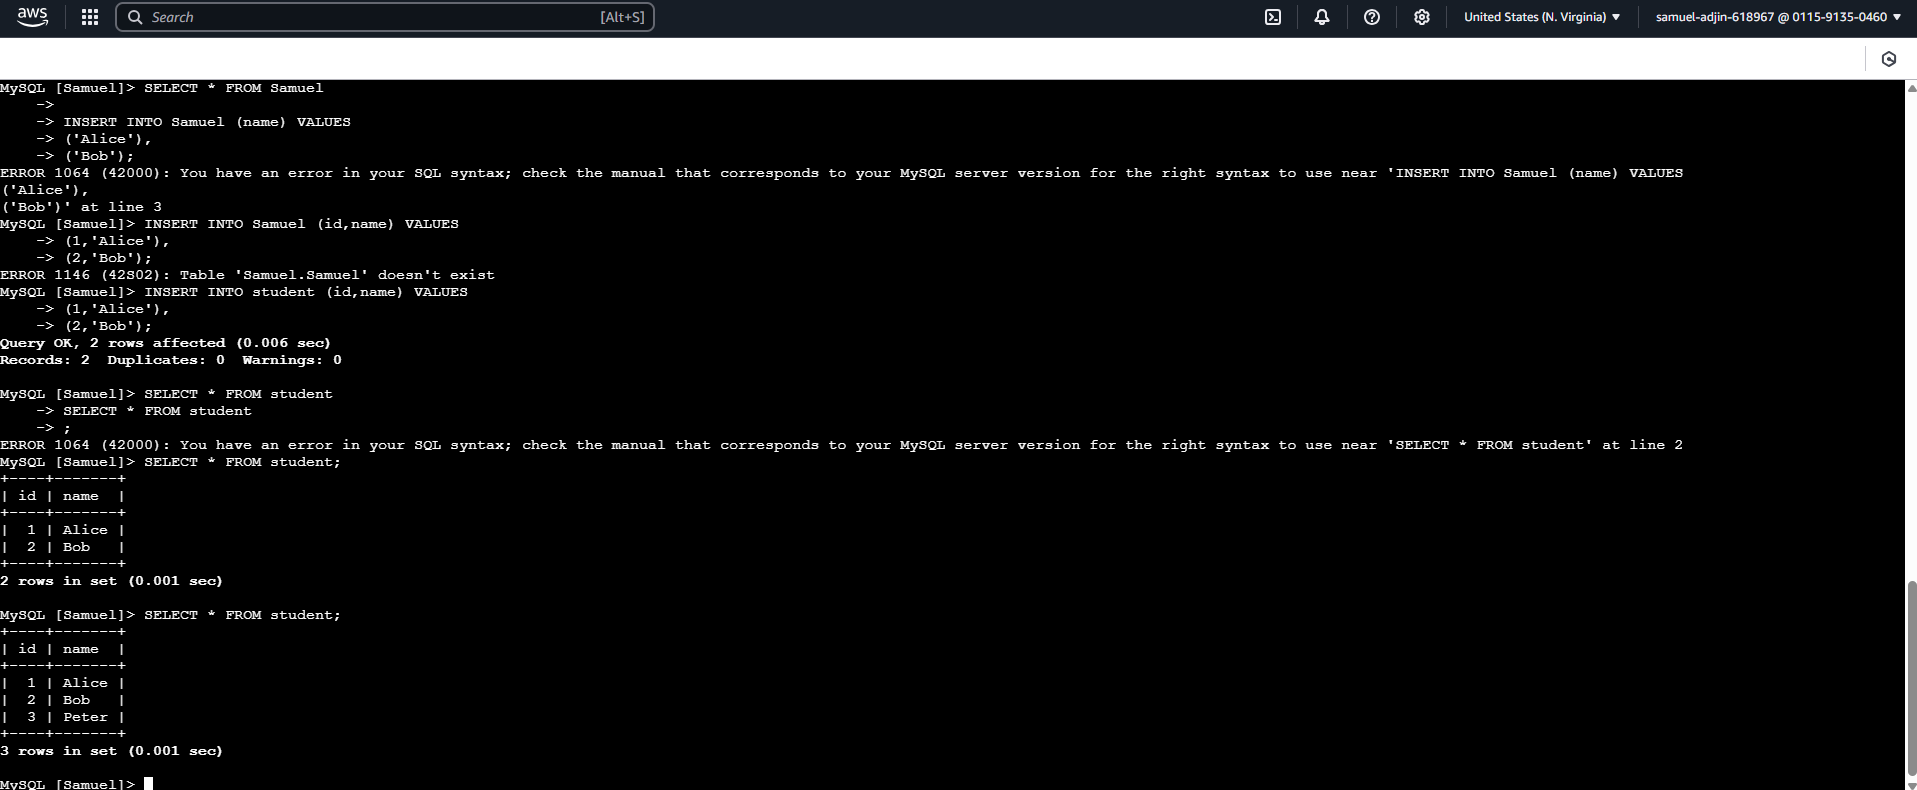 aws
Search [Alt+S]
United States (N. Virginia) ▼
samuel-adjin-618967 @ 0115-9135-0460 ▼
MySQL [Samuel]> SELECT * FROM Samuel
    ->
    -> INSERT INTO Samuel (name) VALUES
    -> ('Alice'),
    -> ('Bob');
ERROR 1064 (42000): You have an error in your SQL syntax; check the manual that corresponds to your MySQL server version for the right syntax to use near 'INSERT INTO Samuel (name) VALUES
('Alice'),
('Bob')' at line 3
MySQL [Samuel]> INSERT INTO Samuel (id,name) VALUES
    -> (1,'Alice'),
    -> (2,'Bob');
ERROR 1146 (42S02): Table 'Samuel.Samuel' doesn't exist
MySQL [Samuel]> INSERT INTO student (id,name) VALUES
    -> (1,'Alice'),
    -> (2,'Bob');
Query OK, 2 rows affected (0.006 sec)
Records: 2  Duplicates: 0  Warnings: 0
MySQL [Samuel]> SELECT * FROM student
    -> SELECT * FROM student
    -> ;
ERROR 1064 (42000): You have an error in your SQL syntax; check the manual that corresponds to your MySQL server version for the right syntax to use near 'SELECT * FROM student' at line 2
MySQL [Samuel]> SELECT * FROM student;
+----+-------+
| id | name  |
+----+-------+
|  1 | Alice |
|  2 | Bob   |
+----+-------+
2 rows in set (0.001 sec)
MySQL [Samuel]> SELECT * FROM student;
+----+-------+
| id | name  |
+----+-------+
|  1 | Alice |
|  2 | Bob   |
|  3 | Peter |
+----+-------+
3 rows in set (0.001 sec)
MySQL [Samuel]>